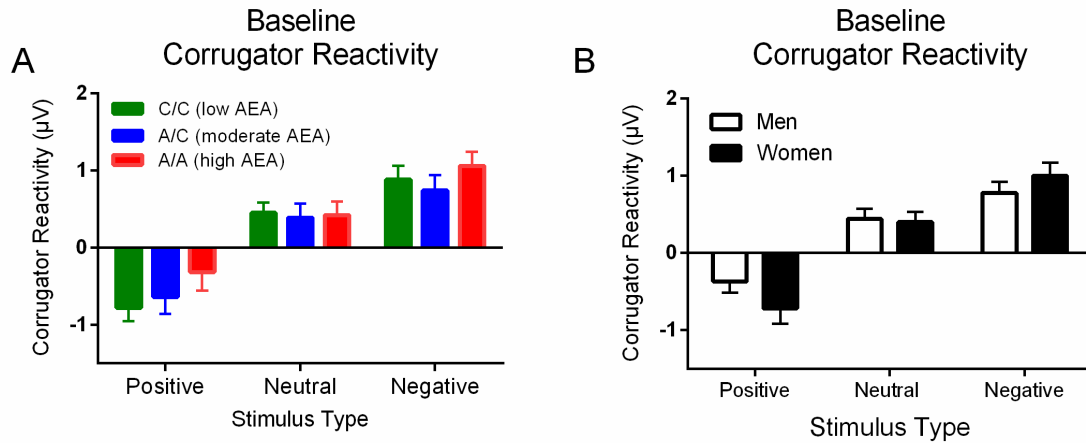 A
Baseline
Corrugator Reactivity
C/C (low AEA)
A/C (moderate AEA)
A/A (high AEA)
Corrugator Reactivity (µV)
2
1
0
-1
Positive Neutral Negative
Stimulus Type
B
Baseline
Corrugator Reactivity
Men
Women
Corrugator Reactivity (µV)
2
1
0
-1
Positive Neutral Negative
Stimulus Type